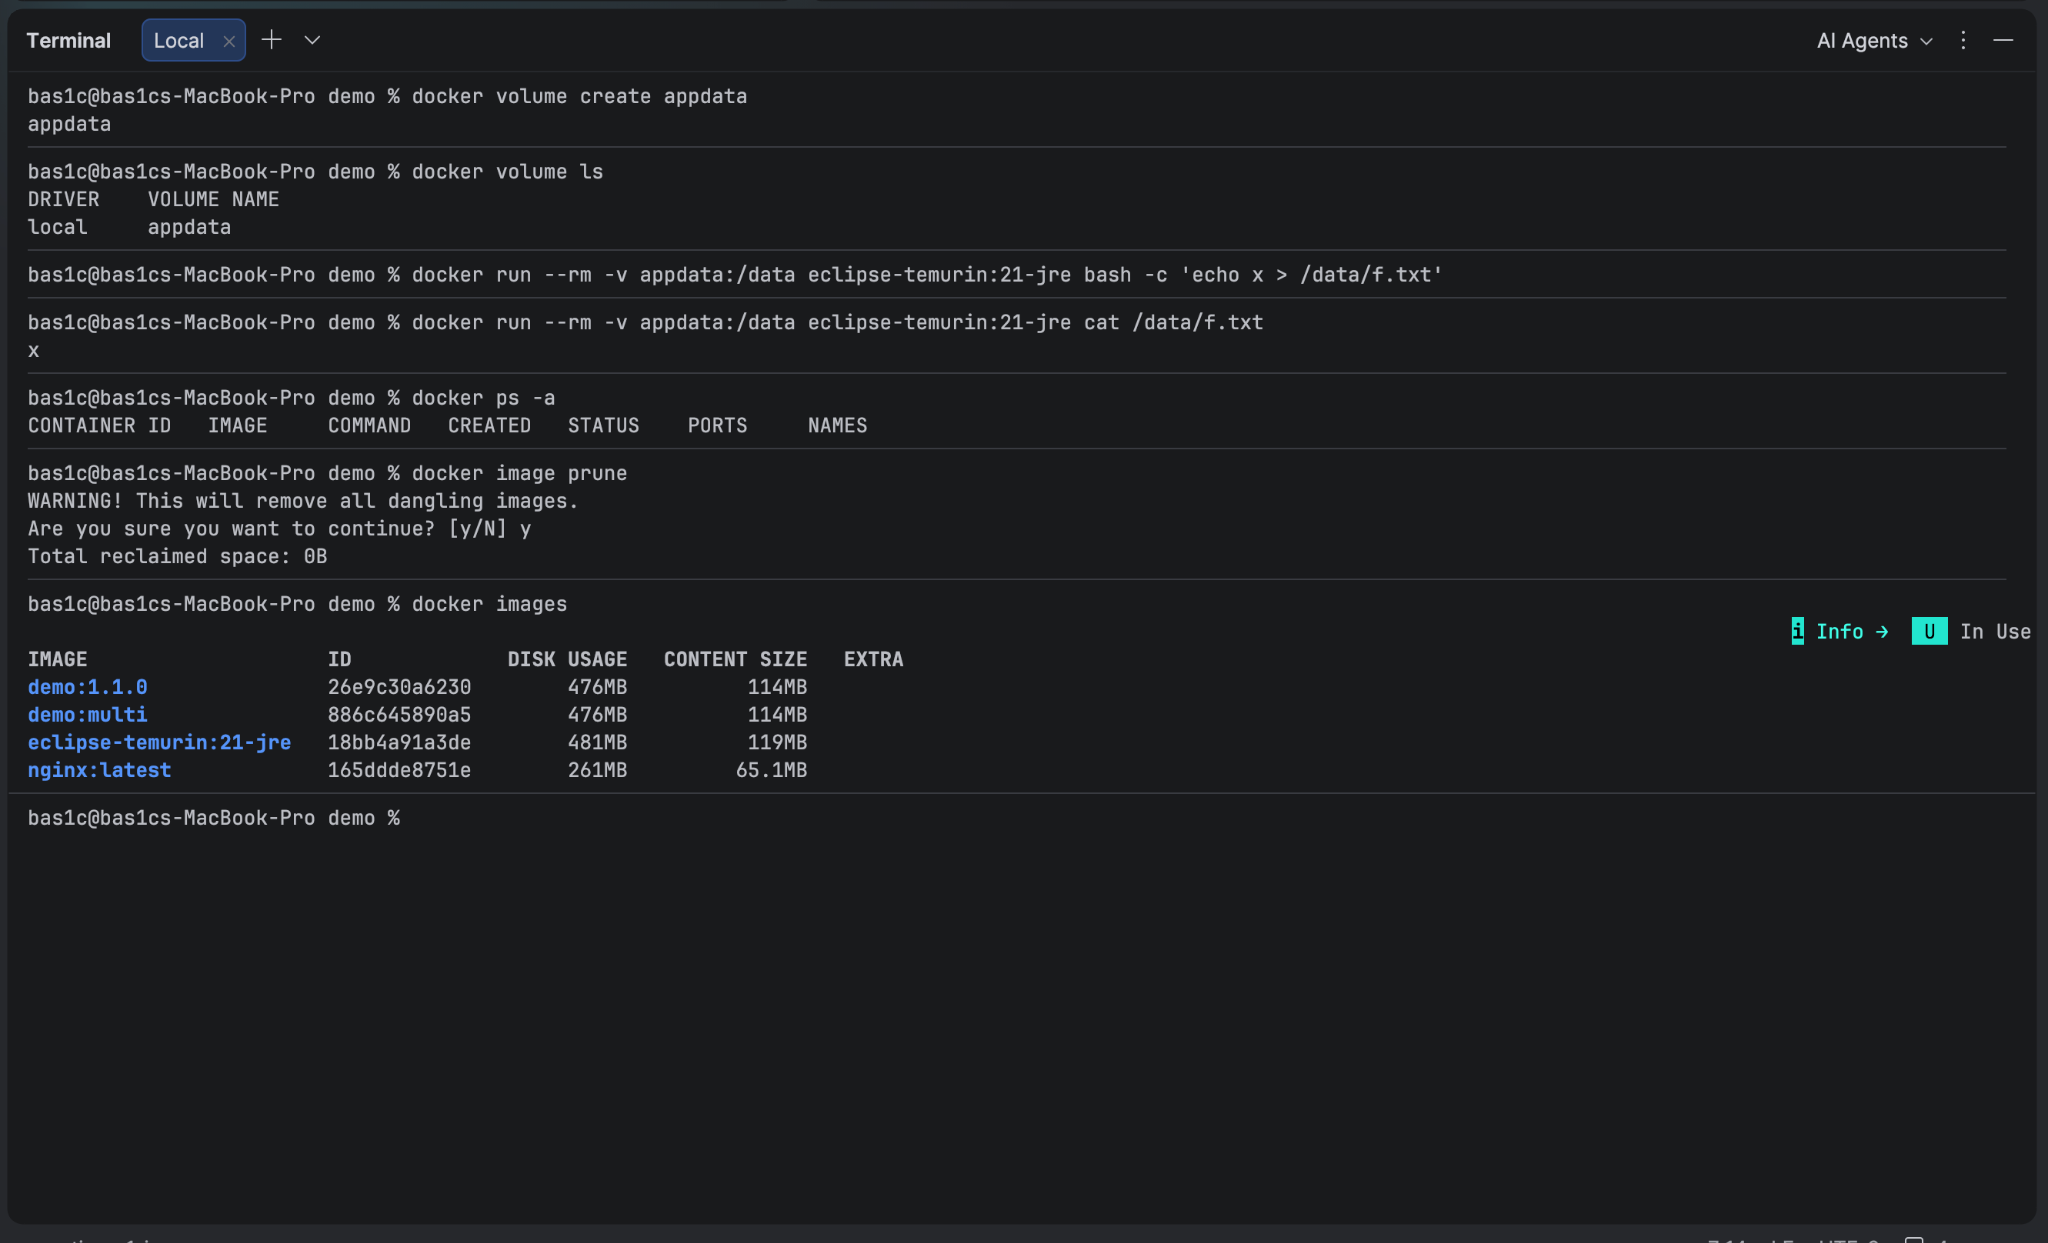 Terminal Local AI Agents
bas1c@bas1cs-MacBook-Pro demo % docker volume create appdata
appdata
bas1c@bas1cs-MacBook-Pro demo % docker volume ls
DRIVER    VOLUME NAME
local     appdata
bas1c@bas1cs-MacBook-Pro demo % docker run --rm -v appdata:/data eclipse-temurin:21-jre bash -c 'echo x > /data/f.txt'
bas1c@bas1cs-MacBook-Pro demo % docker run --rm -v appdata:/data eclipse-temurin:21-jre cat /data/f.txt
x
bas1c@bas1cs-MacBook-Pro demo % docker ps -a
CONTAINER ID   IMAGE     COMMAND   CREATED   STATUS    PORTS     NAMES
bas1c@bas1cs-MacBook-Pro demo % docker image prune
WARNING! This will remove all dangling images.
Are you sure you want to continue? [y/N] y
Total reclaimed space: 0B
bas1c@bas1cs-MacBook-Pro demo % docker images
i Info → U In Use
IMAGE                    ID             DISK USAGE   CONTENT SIZE   EXTRA
demo:1.1.0               26e9c30a6230        476MB          114MB
demo:multi               886c645890a5        476MB          114MB
eclipse-temurin:21-jre   18bb4a91a3de        481MB          119MB
nginx:latest             165ddde8751e        261MB         65.1MB
bas1c@bas1cs-MacBook-Pro demo %